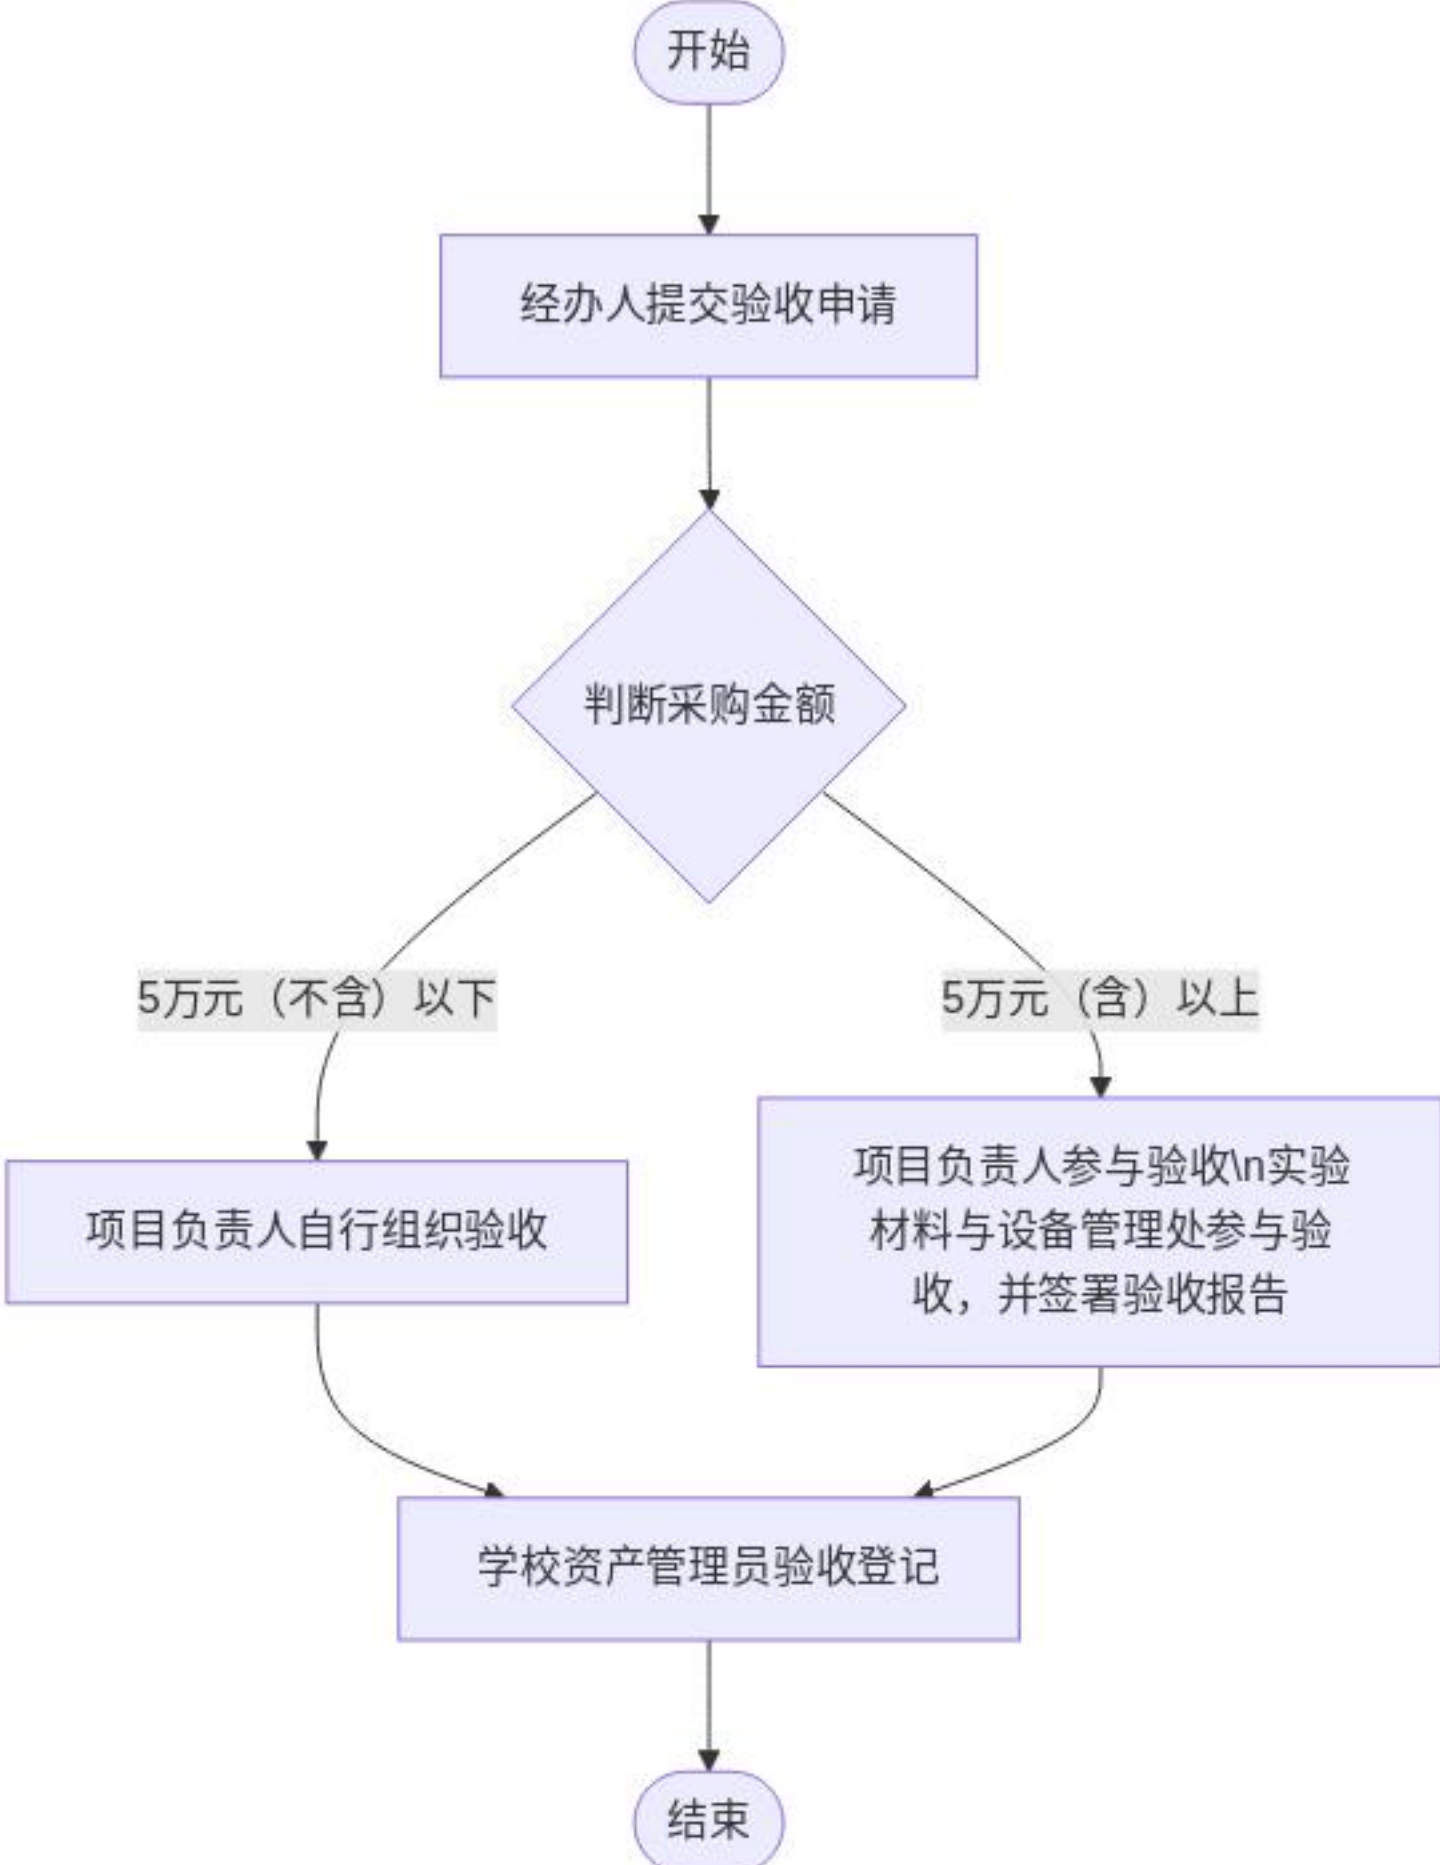 开始
经办人提交验收申请
判断采购金额
5万元（不含）以下
5万元（含）以上
项目负责人自行组织验收
项目负责人参与验收\n实验
材料与设备管理处参与验
收，并签署验收报告
学校资产管理员验收登记
结束